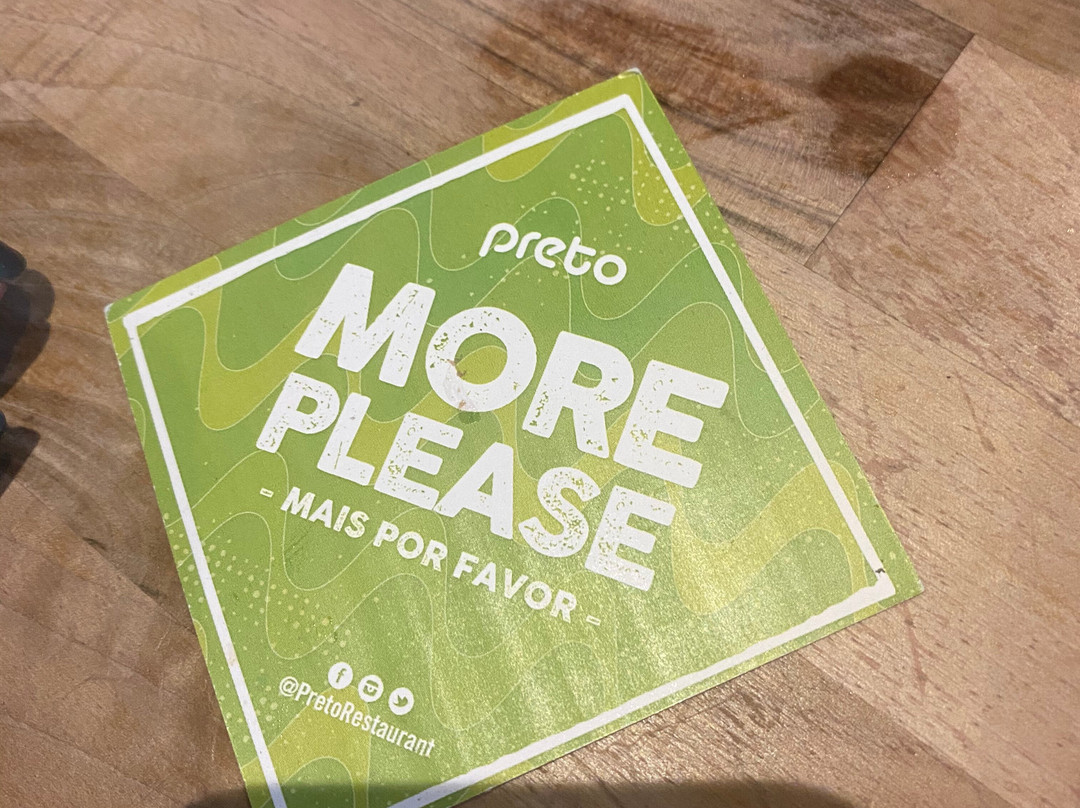 preto
MORE
PLEASE
- MAIS POR FAVOR -
@PretoRestaurant